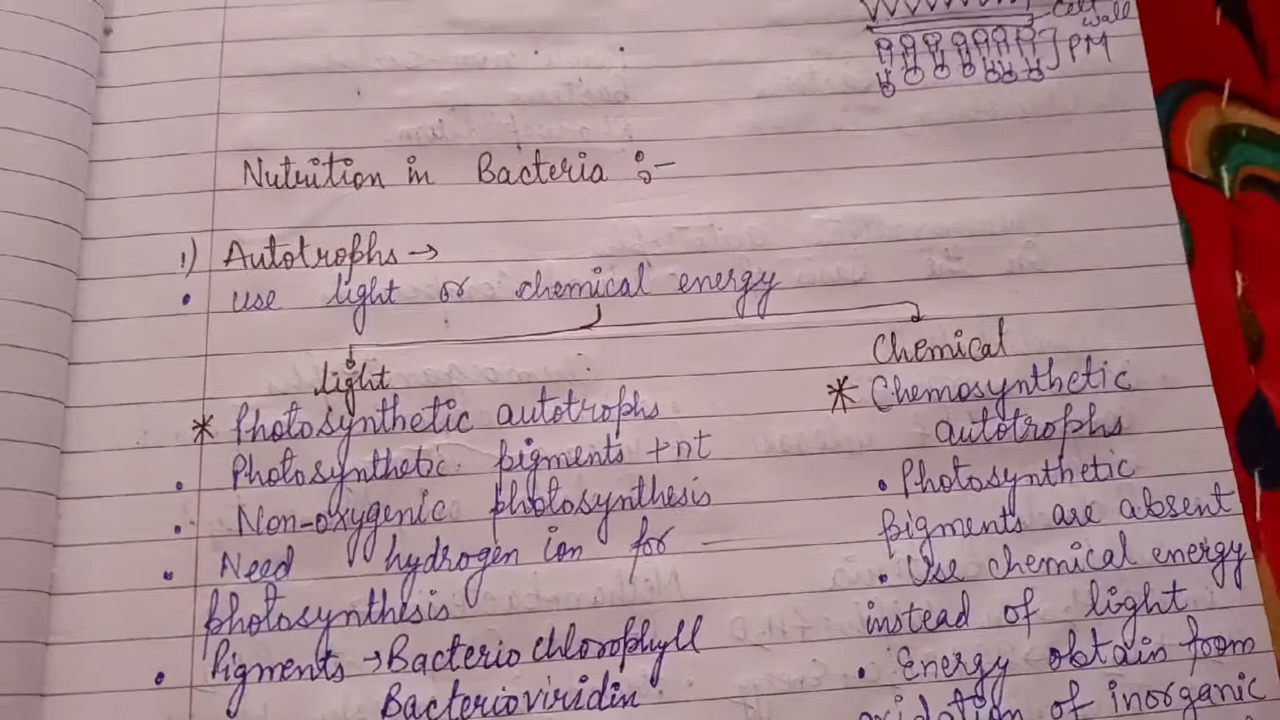 Cell
wall
PM
Nutrition in Bacteria :-
1) Autotrophs →
• use light or chemical energy
light
* Photosynthetic autotrophs
• Photosynthetic pigments +nt
• Non-oxygenic photosynthesis
• Need hydrogen ion for —
photosynthesis
• Pigments → Bacteriochlorophyll
Bacterioviridin
Chemical
* Chemosynthetic
autotrophs
• Photosynthetic
pigments are absent
• Use chemical energy
instead of light
• Energy obtain from
oxidation of inorganic